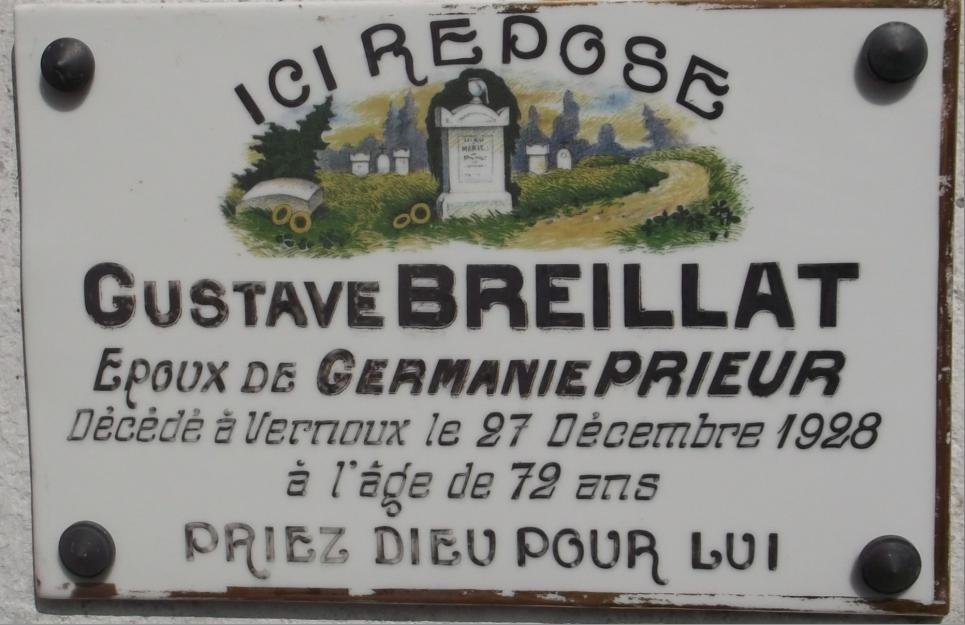 ICI REPOSE
GUSTAVE BREILLAT
EPOUX DE GERMANIE PRIEUR
Décédé à Vernoux le 27 Décembre 1928
à l'âge de 72 ans
PRIEZ DIEU POUR LUI